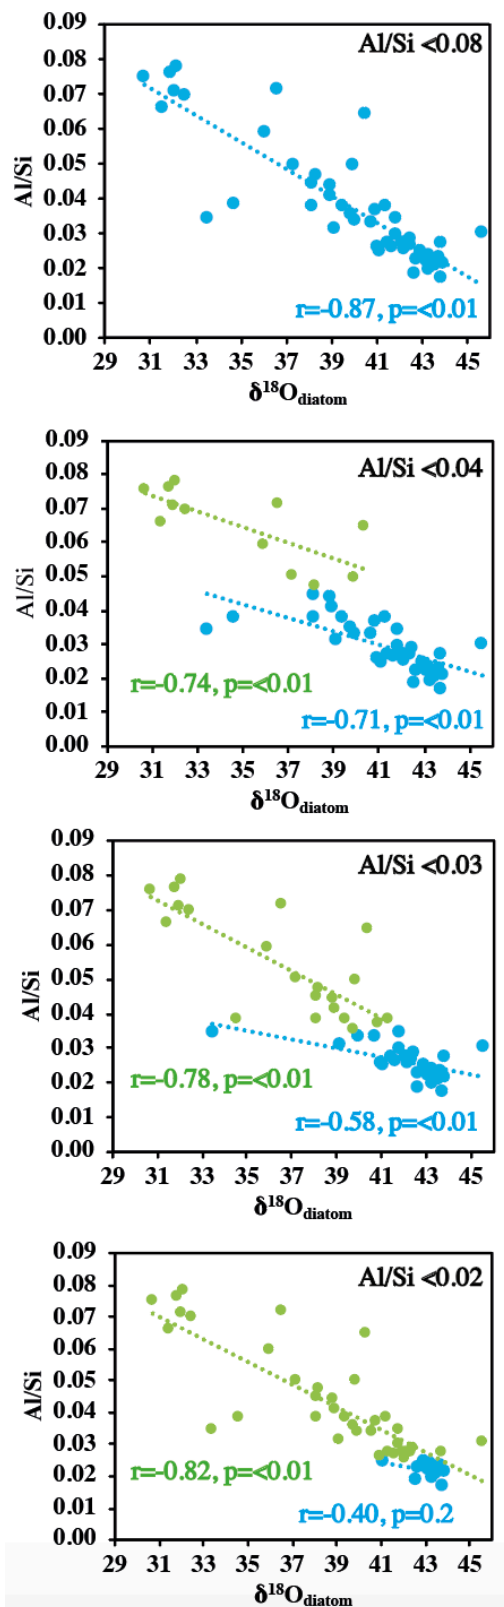 0.09
Al/Si <0.08
0.08
0.07
0.06
0.05
Al/Si
0.04
0.03
0.02
0.01
r=-0.87, p=<0.01
0.00
29 31 33 35 37 39 41 43 45
δ¹⁸Odiatom
0.09
Al/Si <0.04
0.08
0.07
0.06
0.05
Al/Si
0.04
0.03
0.02
r=-0.74, p=<0.01
0.01
r=-0.71, p=<0.01
0.00
29 31 33 35 37 39 41 43 45
δ¹⁸Odiatom
0.09
Al/Si <0.03
0.08
0.07
0.06
0.05
Al/Si
0.04
0.03
0.02
r=-0.78, p=<0.01
0.01
r=-0.58, p=<0.01
0.00
29 31 33 35 37 39 41 43 45
δ¹⁸Odiatom
0.09
Al/Si <0.02
0.08
0.07
0.06
0.05
Al/Si
0.04
0.03
0.02
r=-0.82, p=<0.01
0.01
r=-0.40, p=0.2
0.00
29 31 33 35 37 39 41 43 45
δ¹⁸Odiatom